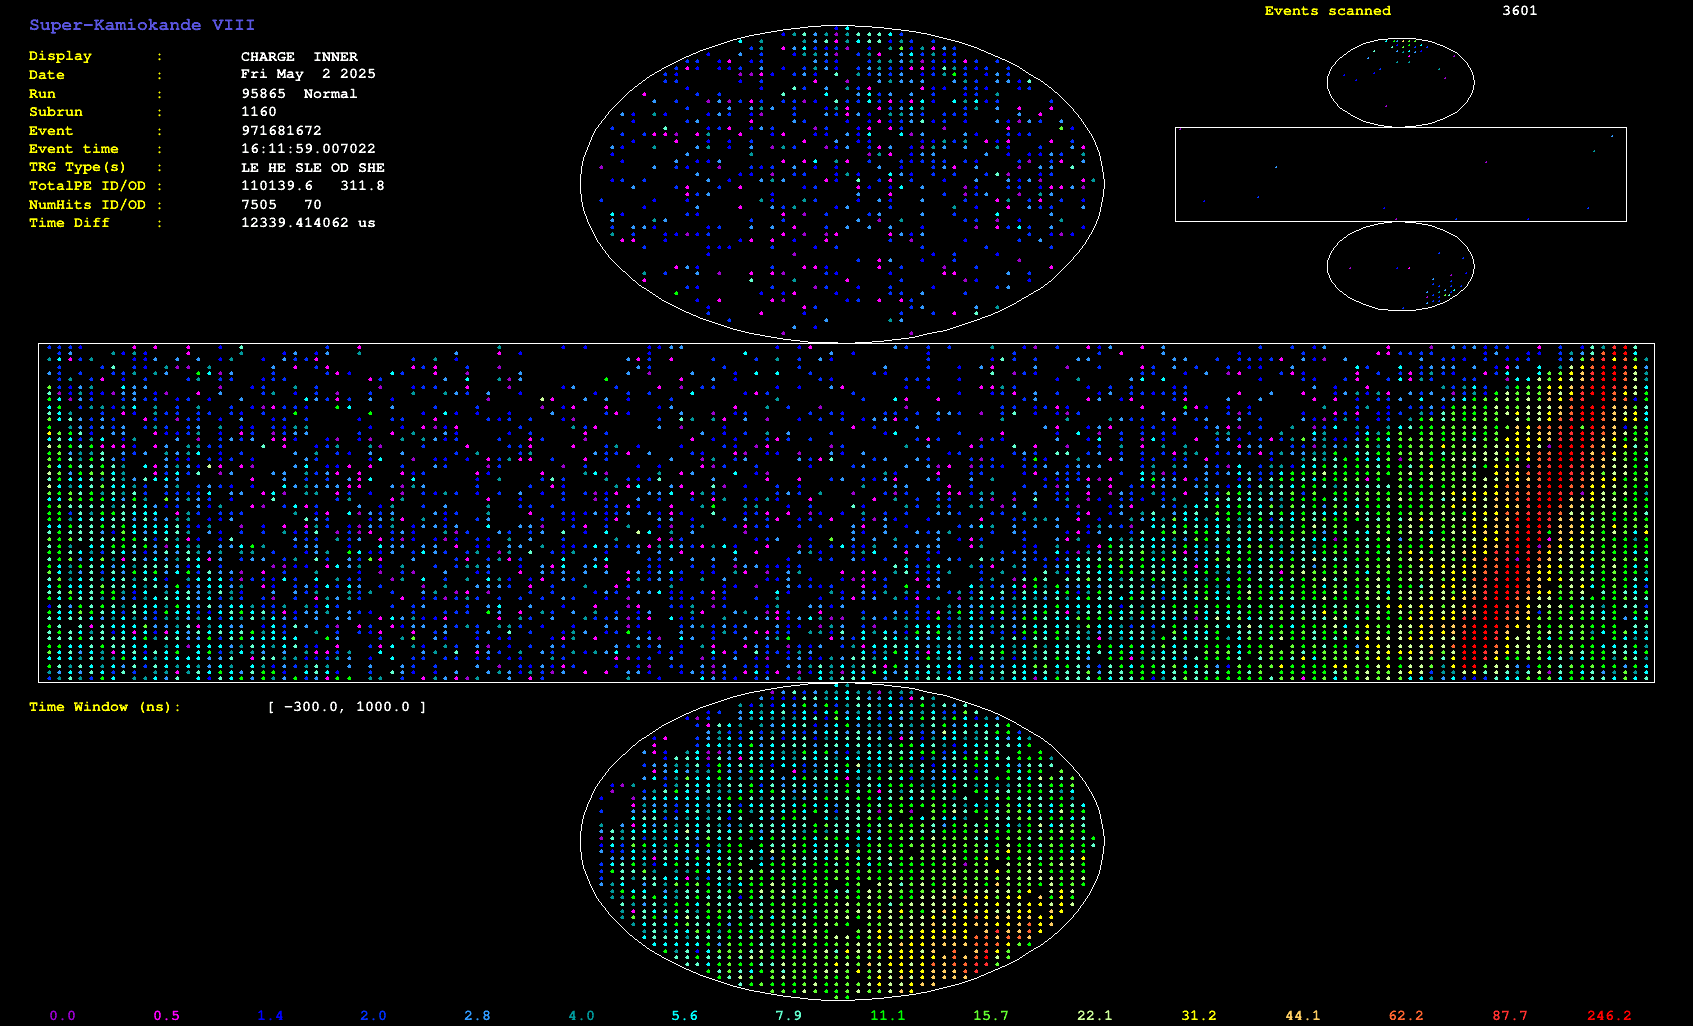 Super-Kamiokande VIII
Events scanned 3601
Display : CHARGE INNER
Date : Fri May 2 2025
Run : 95865 Normal
Subrun : 1160
Event : 971681672
Event time : 16:11:59.007022
TRG Type(s) : LE HE SLE OD SHE
TotalPE ID/OD : 110139.6 311.8
NumHits ID/OD : 7505 70
Time Diff : 12339.414062 us
Time Window (ns): [ -300.0, 1000.0 ]
0.0 0.5 1.4 2.0 2.8 4.0 5.6 7.9 11.1 15.7 22.1 31.2 44.1 62.2 87.7 246.2